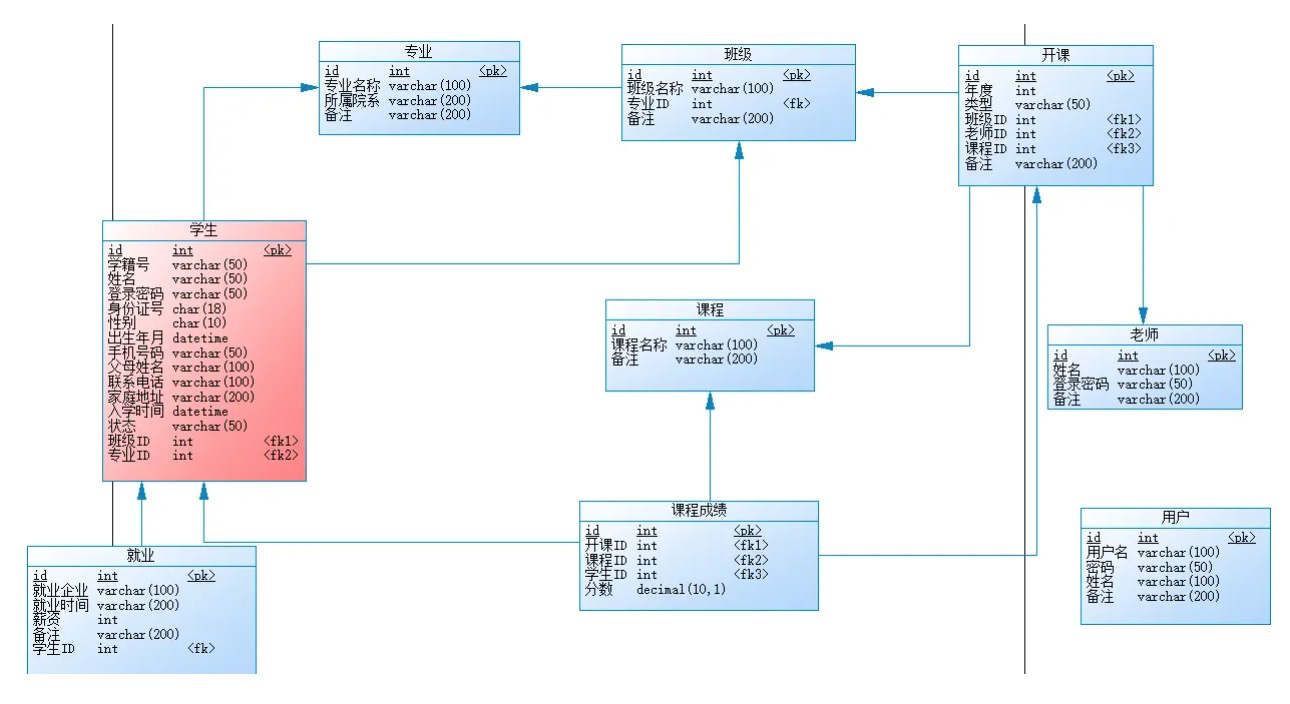 专业
id int <pk>
专业名称 varchar(100)
所属院系 varchar(200)
备注 varchar(200)
班级
id int <pk>
班级名称 varchar(100)
专业ID int <fk>
备注 varchar(200)
开课
id int <pk>
年度 int
类型 varchar(50)
班级ID int <fk1>
老师ID int <fk2>
课程ID int <fk3>
备注 varchar(200)
学生
id int <pk>
学籍号 varchar(50)
姓名 varchar(50)
登录密码 varchar(50)
身份证号 char(18)
性别 char(10)
出生年月 datetime
手机号码 varchar(50)
父母姓名 varchar(100)
联系电话 varchar(100)
家庭地址 varchar(200)
入学时间 datetime
状态 varchar(50)
班级ID int <fk1>
专业ID int <fk2>
课程
id int <pk>
课程名称 varchar(100)
备注 varchar(200)
老师
id int <pk>
姓名 varchar(100)
登录密码 varchar(50)
备注 varchar(200)
就业
id int <pk>
就业企业 varchar(100)
就业时间 varchar(200)
薪资 int
备注 varchar(200)
学生ID int <fk>
课程成绩
id int <pk>
开课ID int <fk1>
课程ID int <fk2>
学生ID int <fk3>
分数 decimal(10,1)
用户
id int <pk>
用户名 varchar(100)
密码 varchar(50)
姓名 varchar(100)
备注 varchar(200)